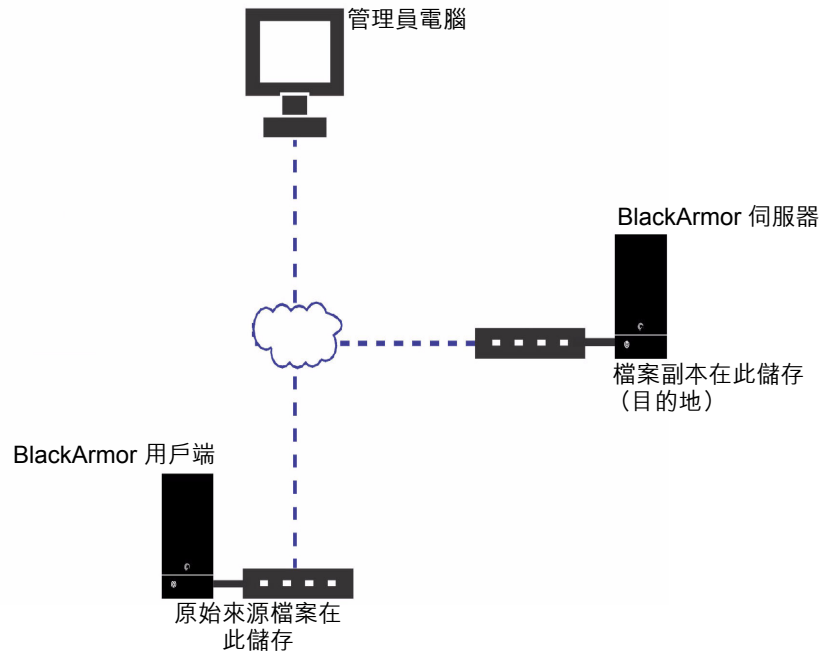 管理員電腦
BlackArmor 伺服器
檔案副本在此儲存
（目的地）
BlackArmor 用戶端
原始來源檔案在
此儲存